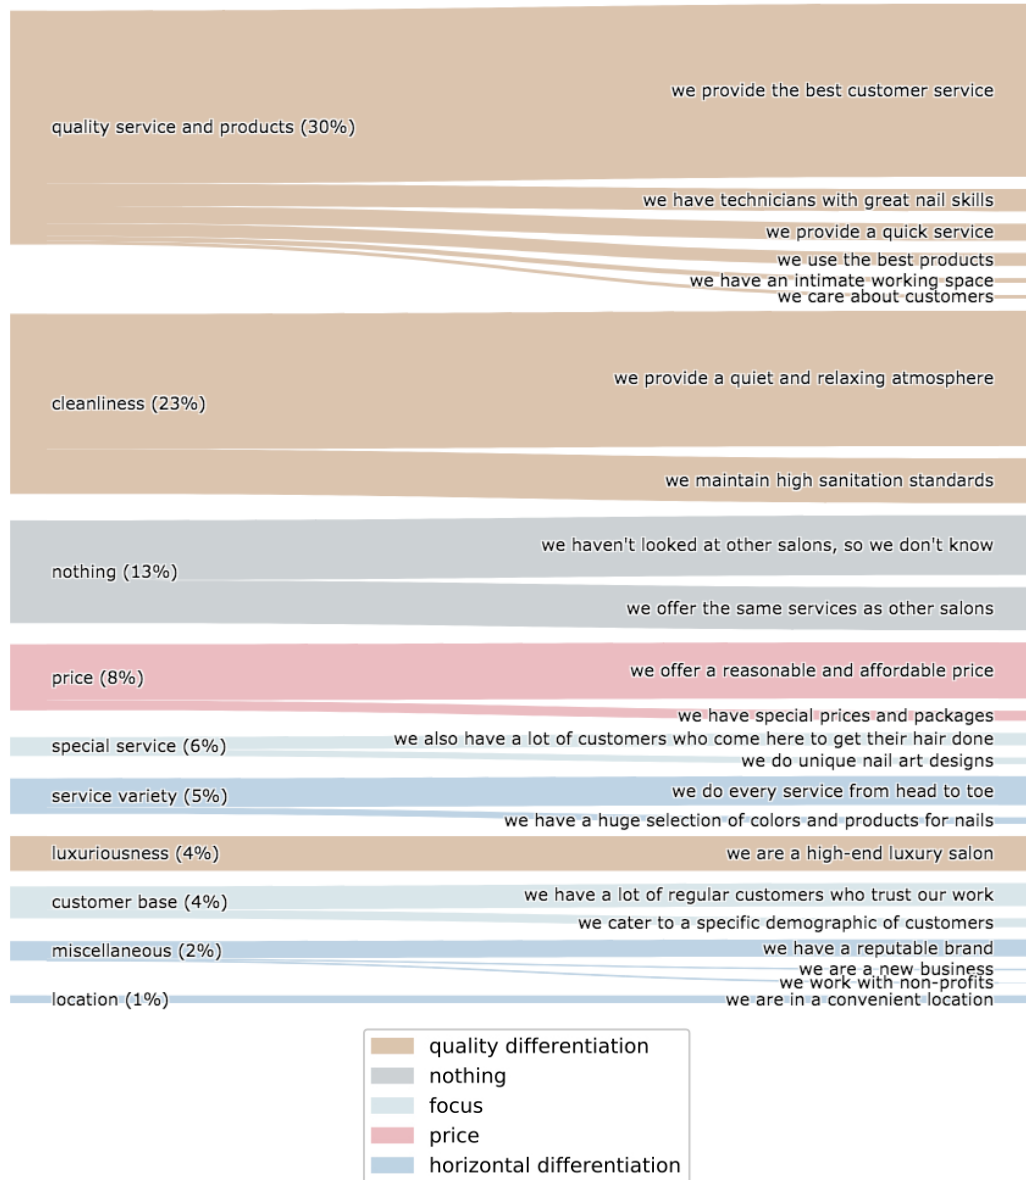 we provide the best customer service
quality service and products (30%)
we have technicians with great nail skills
we provide a quick service
we use the best products
we have an intimate working space
we care about customers
we provide a quiet and relaxing atmosphere
cleanliness (23%)
we maintain high sanitation standards
we haven't looked at other salons, so we don't know
nothing (13%)
we offer the same services as other salons
we offer a reasonable and affordable price
price (8%)
we have special prices and packages
we also have a lot of customers who come here to get their hair done
special service (6%)
we do unique nail art designs
we do every service from head to toe
service variety (5%)
we have a huge selection of colors and products for nails
luxuriousness (4%)
we are a high-end luxury salon
we have a lot of regular customers who trust our work
customer base (4%)
we cater to a specific demographic of customers
we have a reputable brand
miscellaneous (2%)
we are a new business
we work with non-profits
location (1%)
we are in a convenient location
quality differentiation
nothing
focus
price
horizontal differentiation